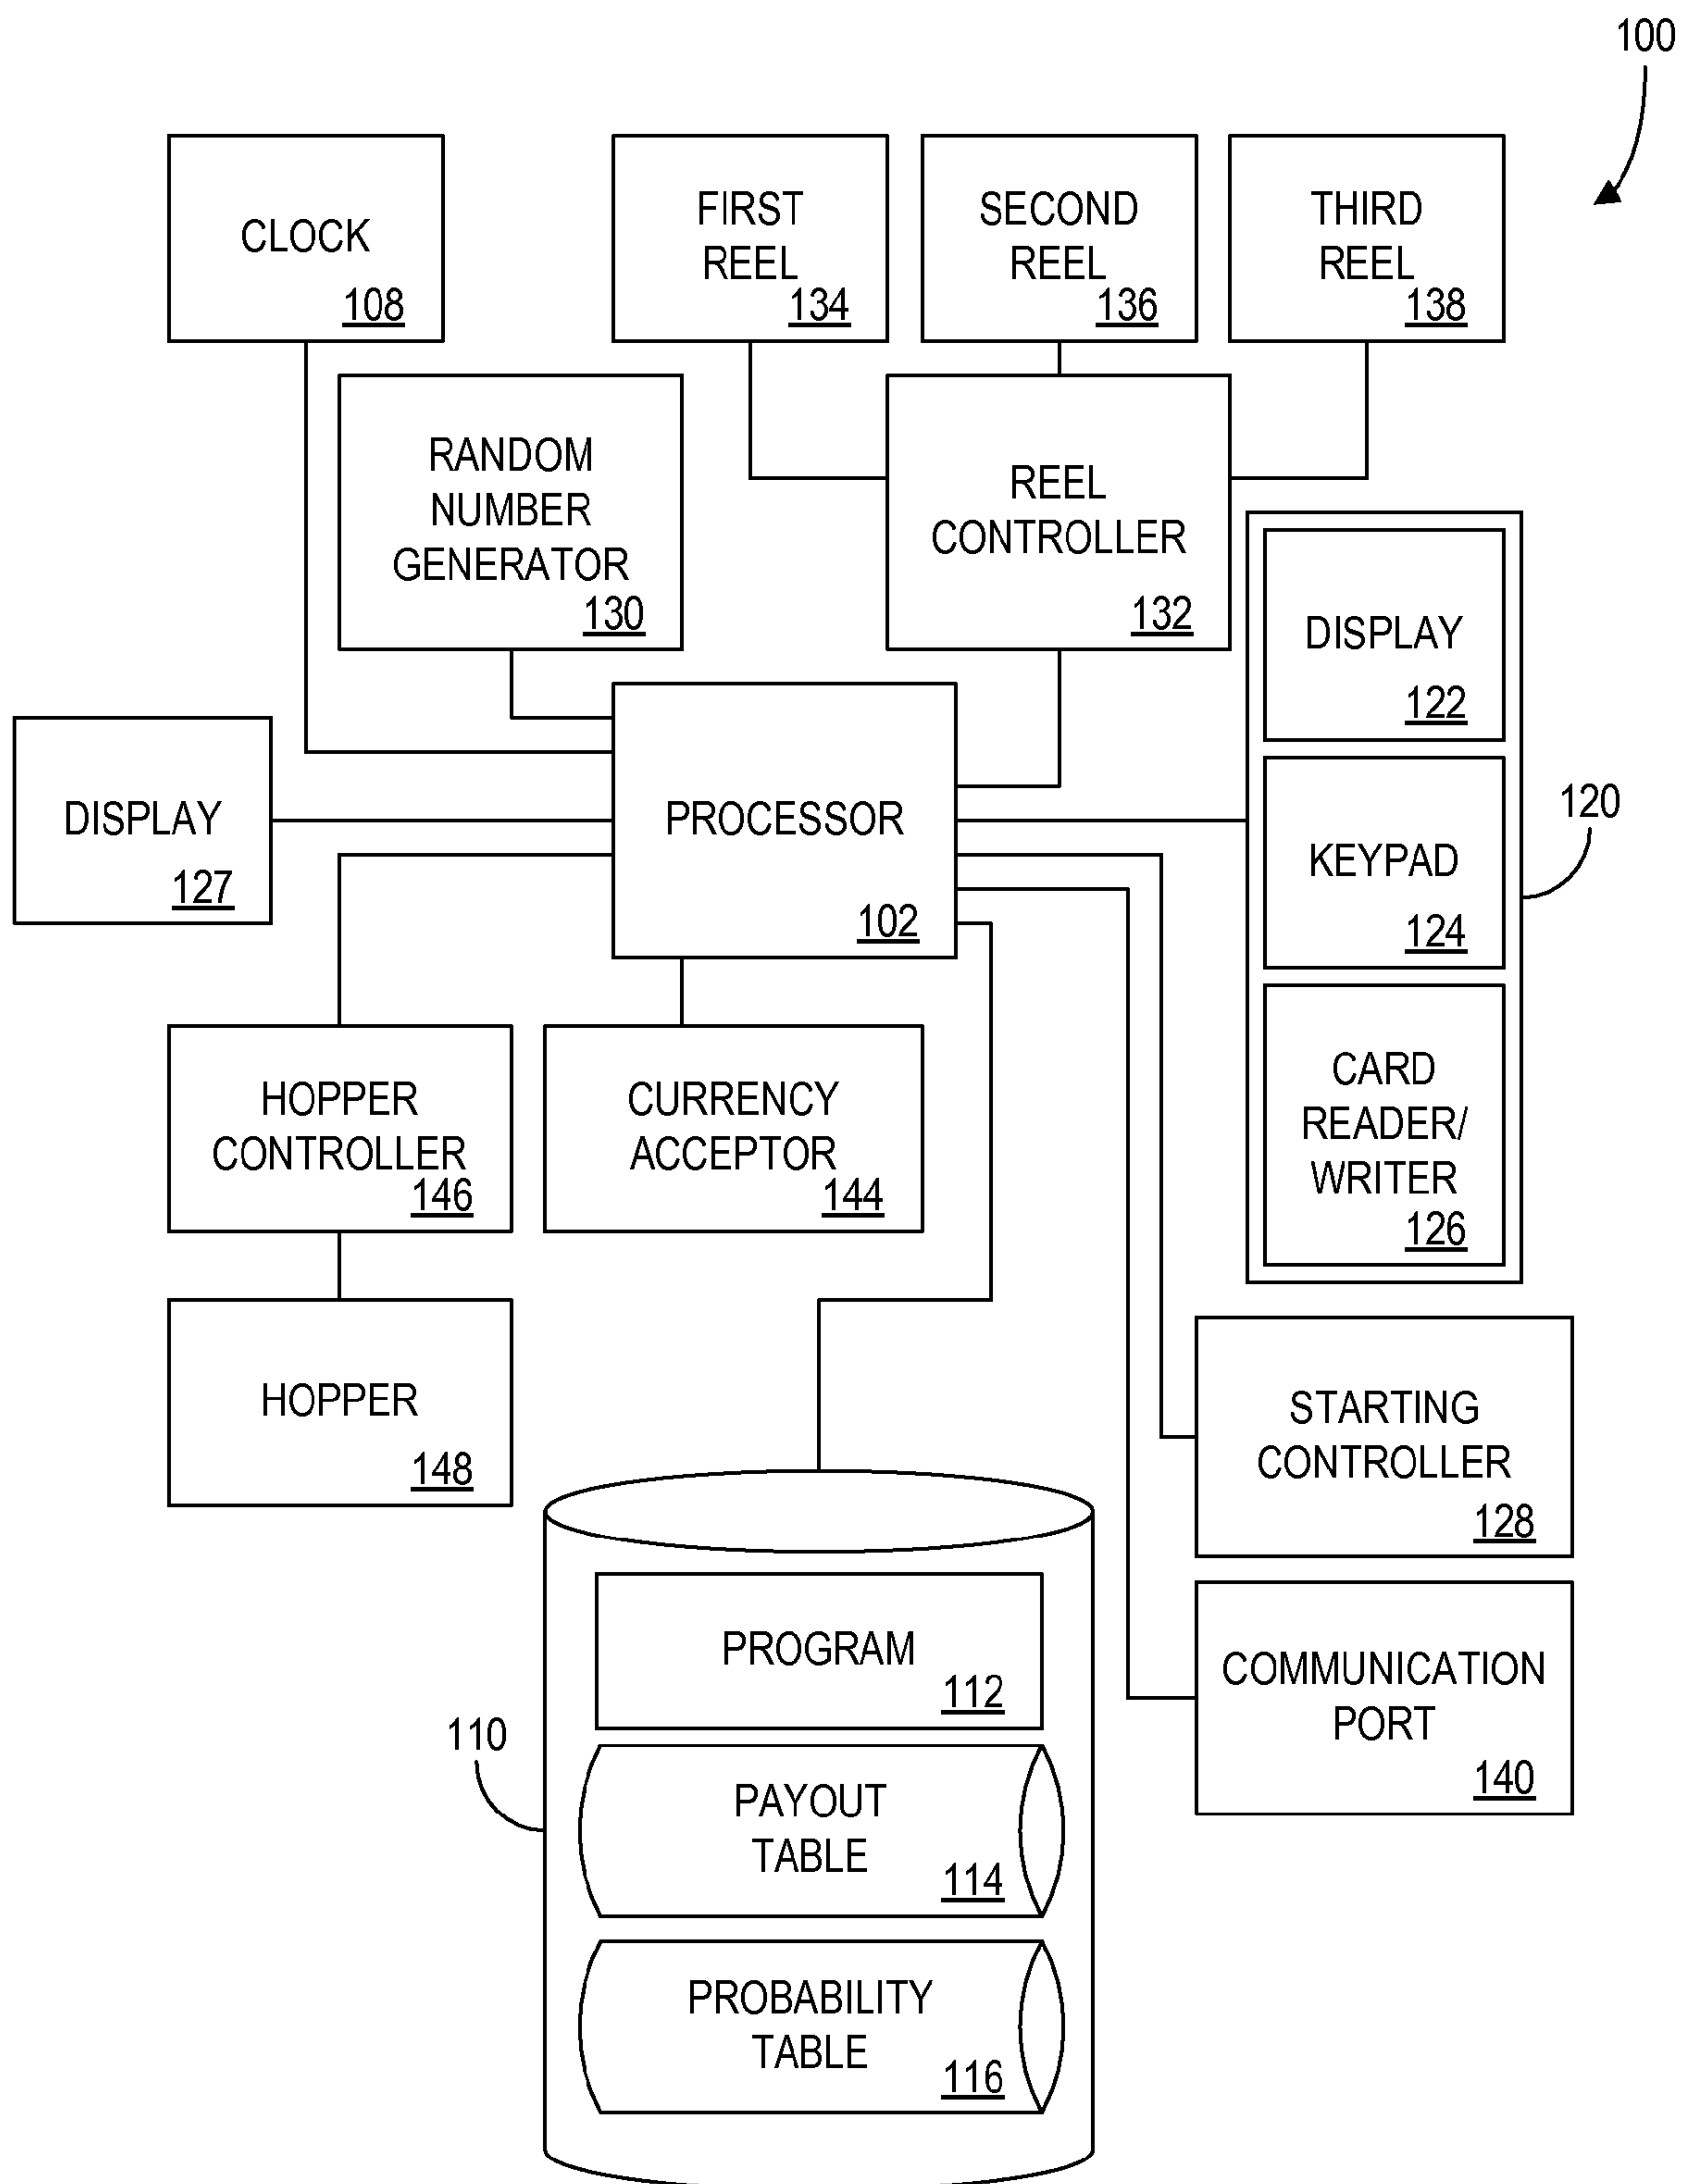 100
CLOCK
108
FIRST
REEL
134
SECOND
REEL
136
THIRD
REEL
138
RANDOM
NUMBER
GENERATOR
130
REEL
CONTROLLER
132
DISPLAY
122
KEYPAD
124
CARD
READER/
WRITER
126
120
DISPLAY
127
PROCESSOR
102
HOPPER
CONTROLLER
146
CURRENCY
ACCEPTOR
144
HOPPER
148
STARTING
CONTROLLER
128
COMMUNICATION
PORT
140
110
PROGRAM
112
PAYOUT
TABLE
114
PROBABILITY
TABLE
116